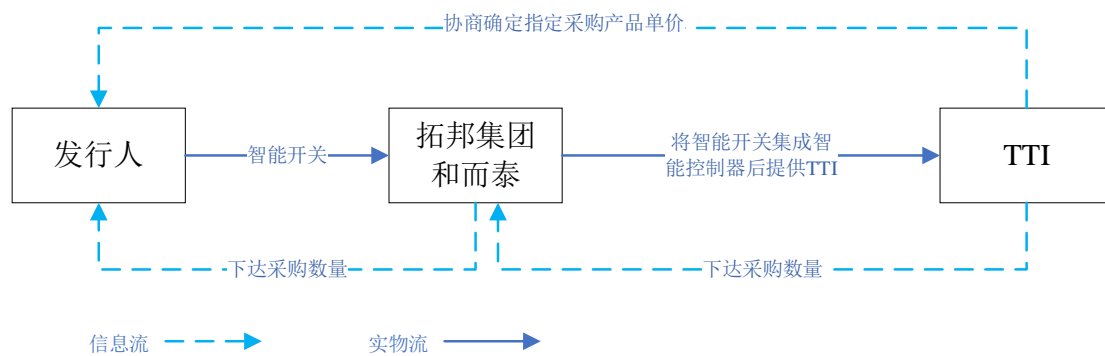 协商确定指定采购产品单价
发行人
智能开关
拓邦集团
和而泰
将智能开关集成智
能控制器后提供TTI
TTI
下达采购数量
下达采购数量
信息流
实物流